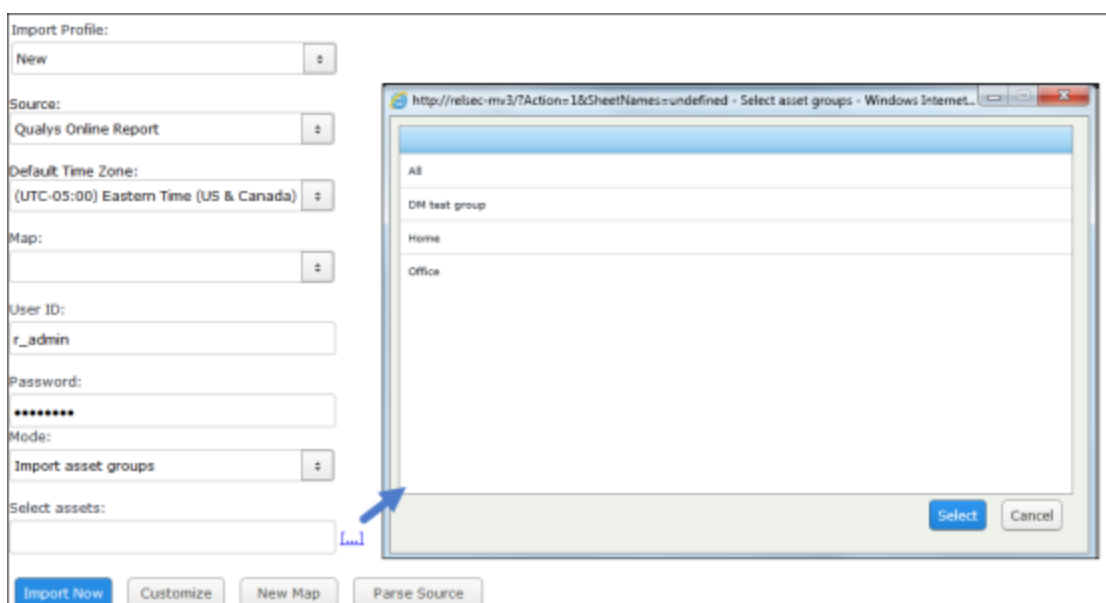 Import Profile:
New
Source:
Qualys Online Report
Default Time Zone:
(UTC-05:00) Eastern Time (US & Canada)
Map:
User ID:
r_admin
Password:
••••••••
Mode:
Import asset groups
Select assets:
[...]
Import Now
Customize
New Map
Parse Source
http://relsec-mv3/?Action=1&SheetNames=undefined - Select asset groups - Windows Internet...
All
DM test group
Home
Office
Select
Cancel